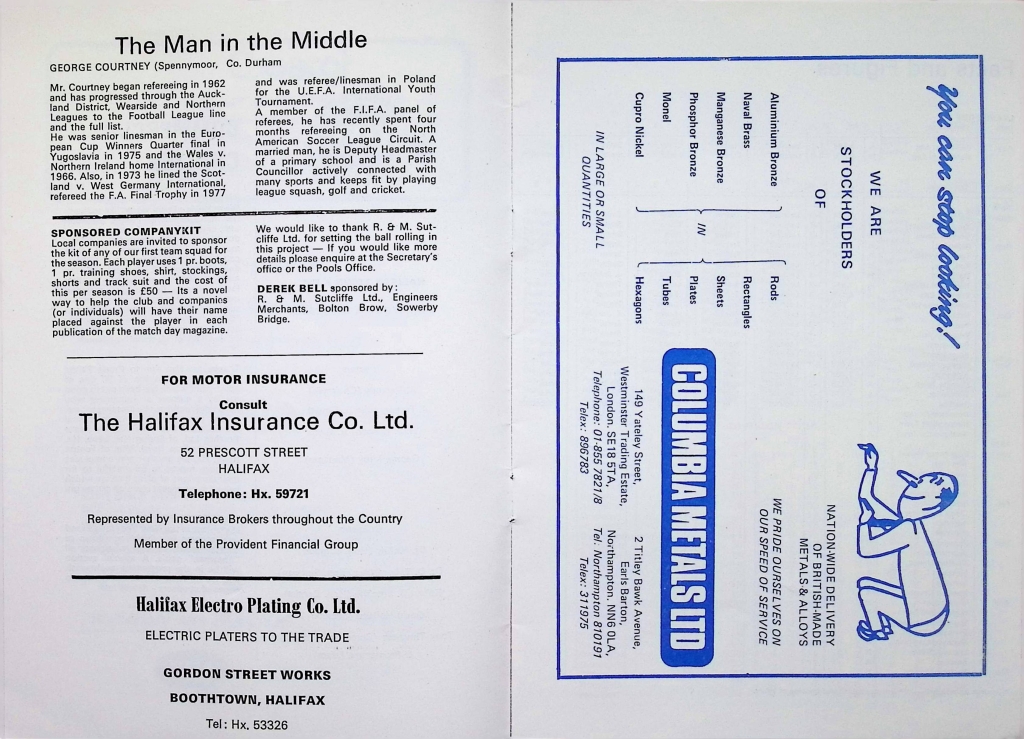 The Man in the Middle
GEORGE COURTNEY (Spennymoor, Co. Durham
Mr. Courtney began refereeing in 1962
and has progressed through the Auck-
land District, Wearside and Northern
Leagues to the Football League line
and the full list.
He was senior linesman in the Euro-
pean Cup Winners Quarter final in
Yugoslavia in 1975 and the Wales v.
Northern Ireland home International in
1966. Also, in 1973 he lined the Scot-
land v. West Germany International,
refereed the F.A. Final Trophy in 1977
and was referee/linesman in Poland
for the U.E.F.A. International Youth
Tournament.
A member of the F.I.F.A. panel of
referees, he has recently spent four
months refereeing on the North
American Soccer League Circuit. A
married man, he is Deputy Headmaster
of a primary school and is a Parish
Councillor actively connected with
many sports and keeps fit by playing
league squash, golf and cricket.
SPONSORED COMPANYKIT
Local companies are invited to sponsor
the kit of any of our first team squad for
the season. Each player uses 1 pr. boots,
1 pr. training shoes, shirt, stockings,
shorts and track suit and the cost of
this per season is £50 — Its a novel
way to help the club and companies
(or individuals) will have their name
placed against the player in each
publication of the match day magazine.
We would like to thank R. & M. Sut-
cliffe Ltd. for setting the ball rolling in
this project — If you would like more
details please enquire at the Secretary's
office or the Pools Office.
DEREK BELL sponsored by:
R. & M. Sutcliffe Ltd., Engineers
Merchants, Bolton Brow, Sowerby
Bridge.
FOR MOTOR INSURANCE
Consult
The Halifax Insurance Co. Ltd.
52 PRESCOTT STREET
HALIFAX
Telephone: Hx. 59721
Represented by Insurance Brokers throughout the Country
Member of the Provident Financial Group
Halifax Electro Plating Co. Ltd.
ELECTRIC PLATERS TO THE TRADE
GORDON STREET WORKS
BOOTHTOWN, HALIFAX
Tel: Hx. 53326
You can stop looking!
WE ARE
STOCKHOLDERS
OF
Aluminium Bronze
Naval Brass
Manganese Bronze
Phosphor Bronze
Monel
Cupro Nickel
IN
Rods
Rectangles
Sheets
Plates
Tubes
Hexagons
IN LARGE OR SMALL
QUANTITIES
NATION-WIDE DELIVERY
OF BRITISH-MADE
METALS & ALLOYS
WE PRIDE OURSELVES ON
OUR SPEED OF SERVICE
COLUMBIA METALS LTD
149 Yateley Street,
Westminster Trading Estate,
London. SE18 5TA,
Telephone: 01-855 7821/8
Telex: 896783
2 Titley Bawk Avenue,
Earls Barton,
Northampton. NN6 0LA,
Tel. Northampton 810191
Telex: 311975